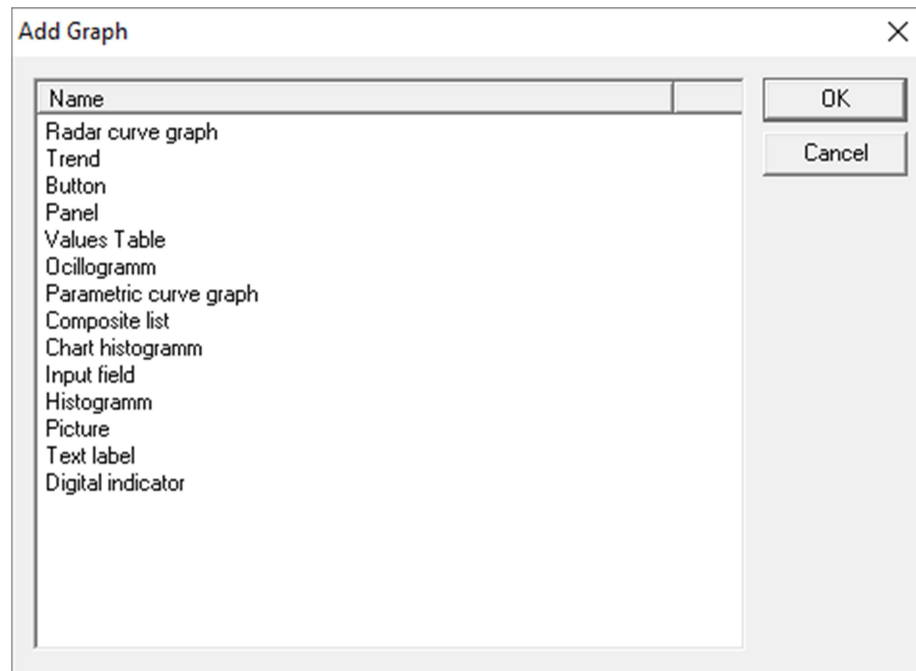 Add Graph
Name
OK
Cancel
Radar curve graph
Trend
Button
Panel
Values Table
Ocillogramm
Parametric curve graph
Composite list
Chart histogramm
Input field
Histogramm
Picture
Text label
Digital indicator